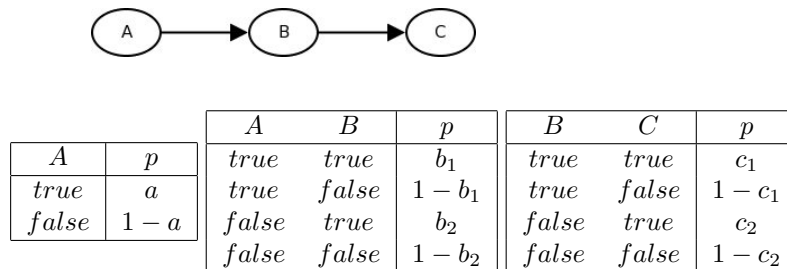 A B C
A B p
true true b₁
true false 1 − b₁
false true b₂
false false 1 − b₂
B C p
true true c₁
true false 1 − c₁
false true c₂
false false 1 − c₂
A p
true a
false 1 − a